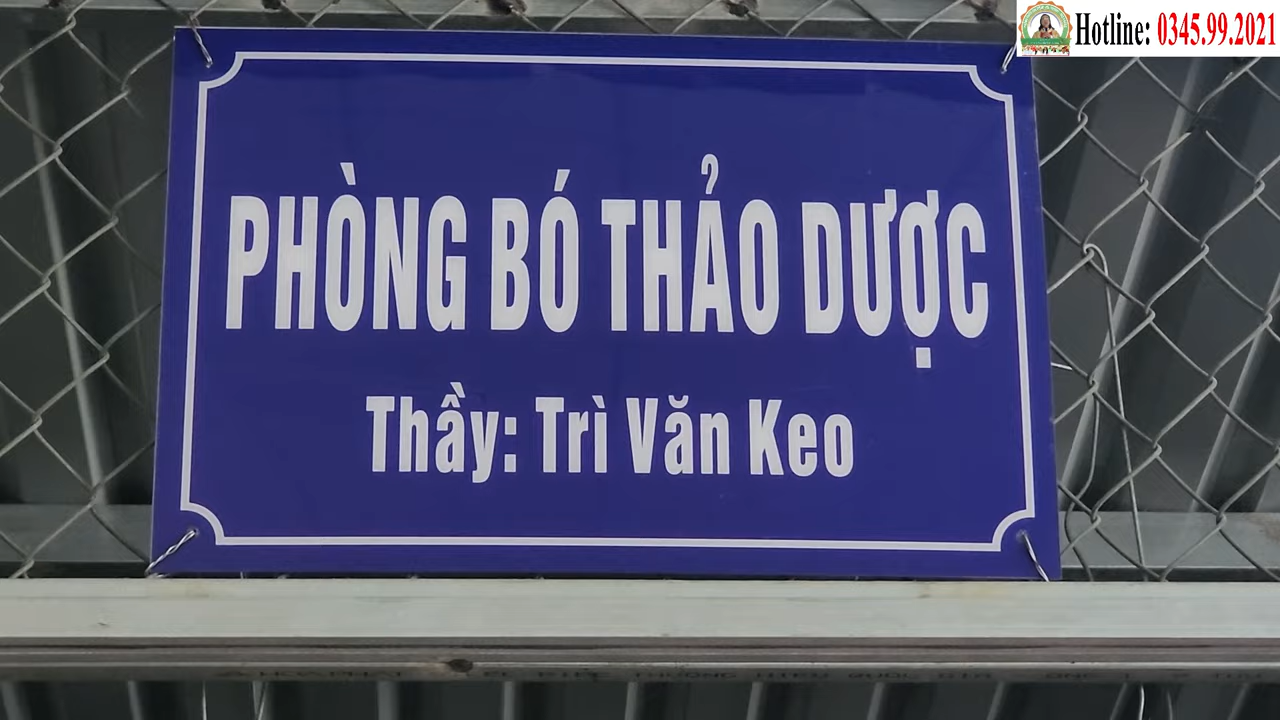 Hotline: 0345.99.2021
PHÒNG BÓ THẢO DƯỢC
Thầy: Trì Văn Keo